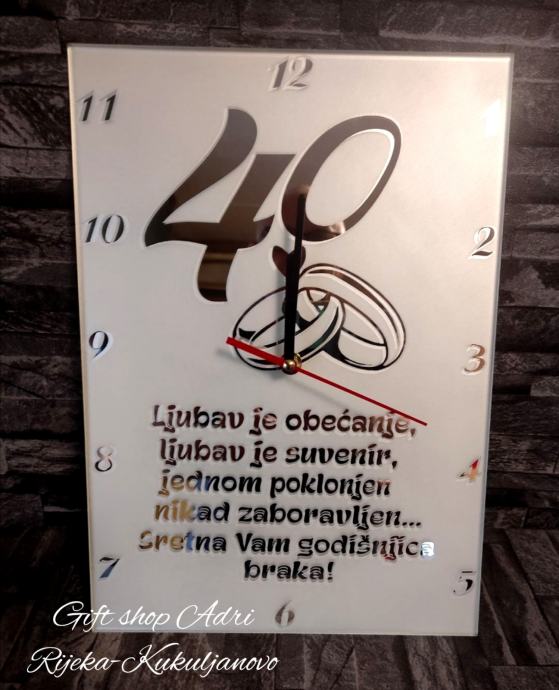 12
11
1
40
10
2
9
3
Ljubav je obećanje,
ljubav je suvenir,
8
4
jednom poklonjen
nikad zaboravljen...
Sretna Vam godišnjica
7
5
braka!
6
Gift shop Adri
Rijeka-Kukuljanovo